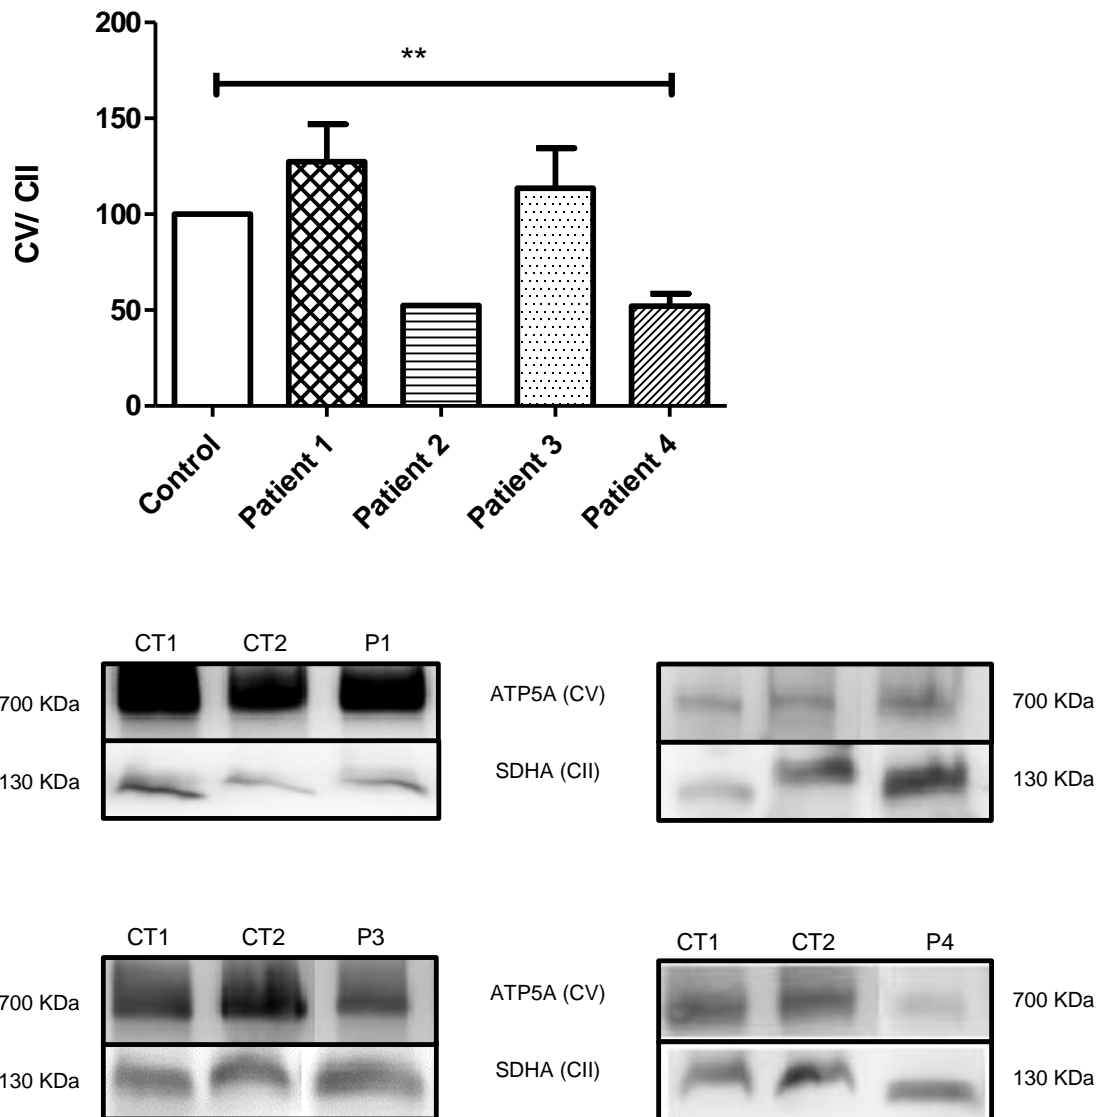 200
**
150
CV/ CII
100
50
0
Control
Patient 1
Patient 2
Patient 3
Patient 4
CT1 CT2 P1
700 KDa ATP5A (CV) 700 KDa
130 KDa SDHA (CII) 130 KDa
CT1 CT2 P3 CT1 CT2 P4
700 KDa ATP5A (CV) 700 KDa
130 KDa SDHA (CII) 130 KDa